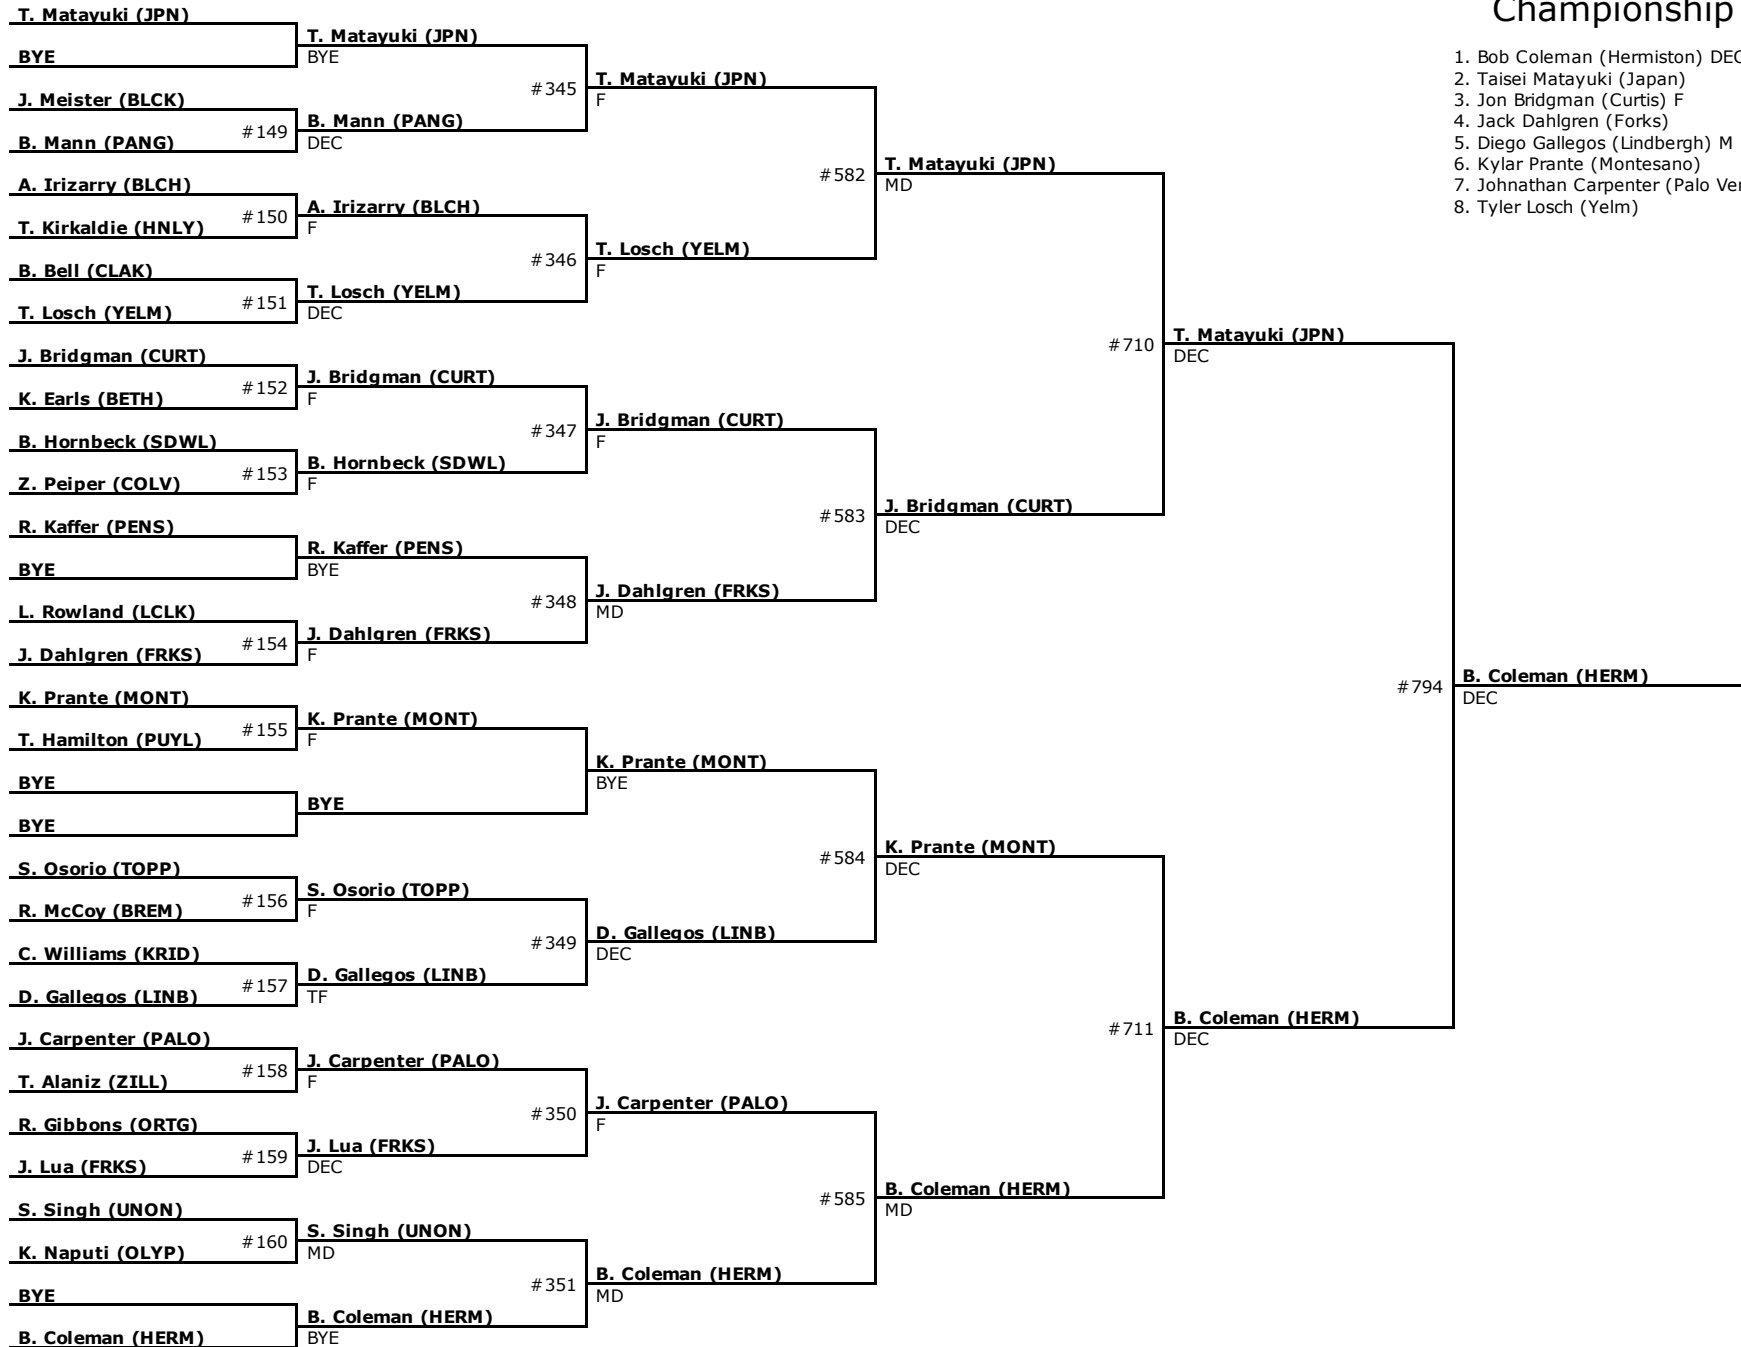 Championship
1. Bob Coleman (Hermiston) DEC
2. Taisei Matayuki (Japan)
3. Jon Bridgman (Curtis) F
4. Jack Dahlgren (Forks)
5. Diego Gallegos (Lindbergh) M
6. Kylar Prante (Montesano)
7. Johnathan Carpenter (Palo Ver
8. Tyler Losch (Yelm)
T. Matayuki (JPN)
BYE
J. Meister (BLCK)
#149
B. Mann (PANG)
A. Irizarry (BLCH)
#150
T. Kirkaldie (HNLY)
B. Bell (CLAK)
#151
T. Losch (YELM)
J. Bridgman (CURT)
#152
K. Earls (BETH)
B. Hornbeck (SDWL)
#153
Z. Peiper (COLV)
R. Kaffer (PENS)
BYE
L. Rowland (LCLK)
#154
J. Dahlgren (FRKS)
K. Prante (MONT)
#155
T. Hamilton (PUYL)
BYE
BYE
S. Osorio (TOPP)
#156
R. McCoy (BREM)
C. Williams (KRID)
#157
D. Gallegos (LINB)
J. Carpenter (PALO)
#158
T. Alaniz (ZILL)
R. Gibbons (ORTG)
#159
J. Lua (FRKS)
S. Singh (UNON)
#160
K. Naputi (OLYP)
BYE
B. Coleman (HERM)
T. Matayuki (JPN)
BYE
#345
B. Mann (PANG)
DEC
A. Irizarry (BLCH)
F
#346
T. Losch (YELM)
DEC
J. Bridgman (CURT)
F
#347
B. Hornbeck (SDWL)
F
R. Kaffer (PENS)
BYE
#348
J. Dahlgren (FRKS)
F
K. Prante (MONT)
F
BYE
S. Osorio (TOPP)
F
#349
D. Gallegos (LINB)
TF
J. Carpenter (PALO)
F
#350
J. Lua (FRKS)
DEC
S. Singh (UNON)
MD
#351
B. Coleman (HERM)
BYE
T. Matayuki (JPN)
F
#582
T. Losch (YELM)
F
J. Bridgman (CURT)
F
#583
J. Dahlgren (FRKS)
MD
K. Prante (MONT)
BYE
#584
D. Gallegos (LINB)
DEC
J. Carpenter (PALO)
F
#585
B. Coleman (HERM)
MD
T. Matayuki (JPN)
MD
#710
J. Bridgman (CURT)
DEC
K. Prante (MONT)
DEC
#711
B. Coleman (HERM)
MD
T. Matayuki (JPN)
DEC
#794
B. Coleman (HERM)
DEC
B. Coleman (HERM)
DEC